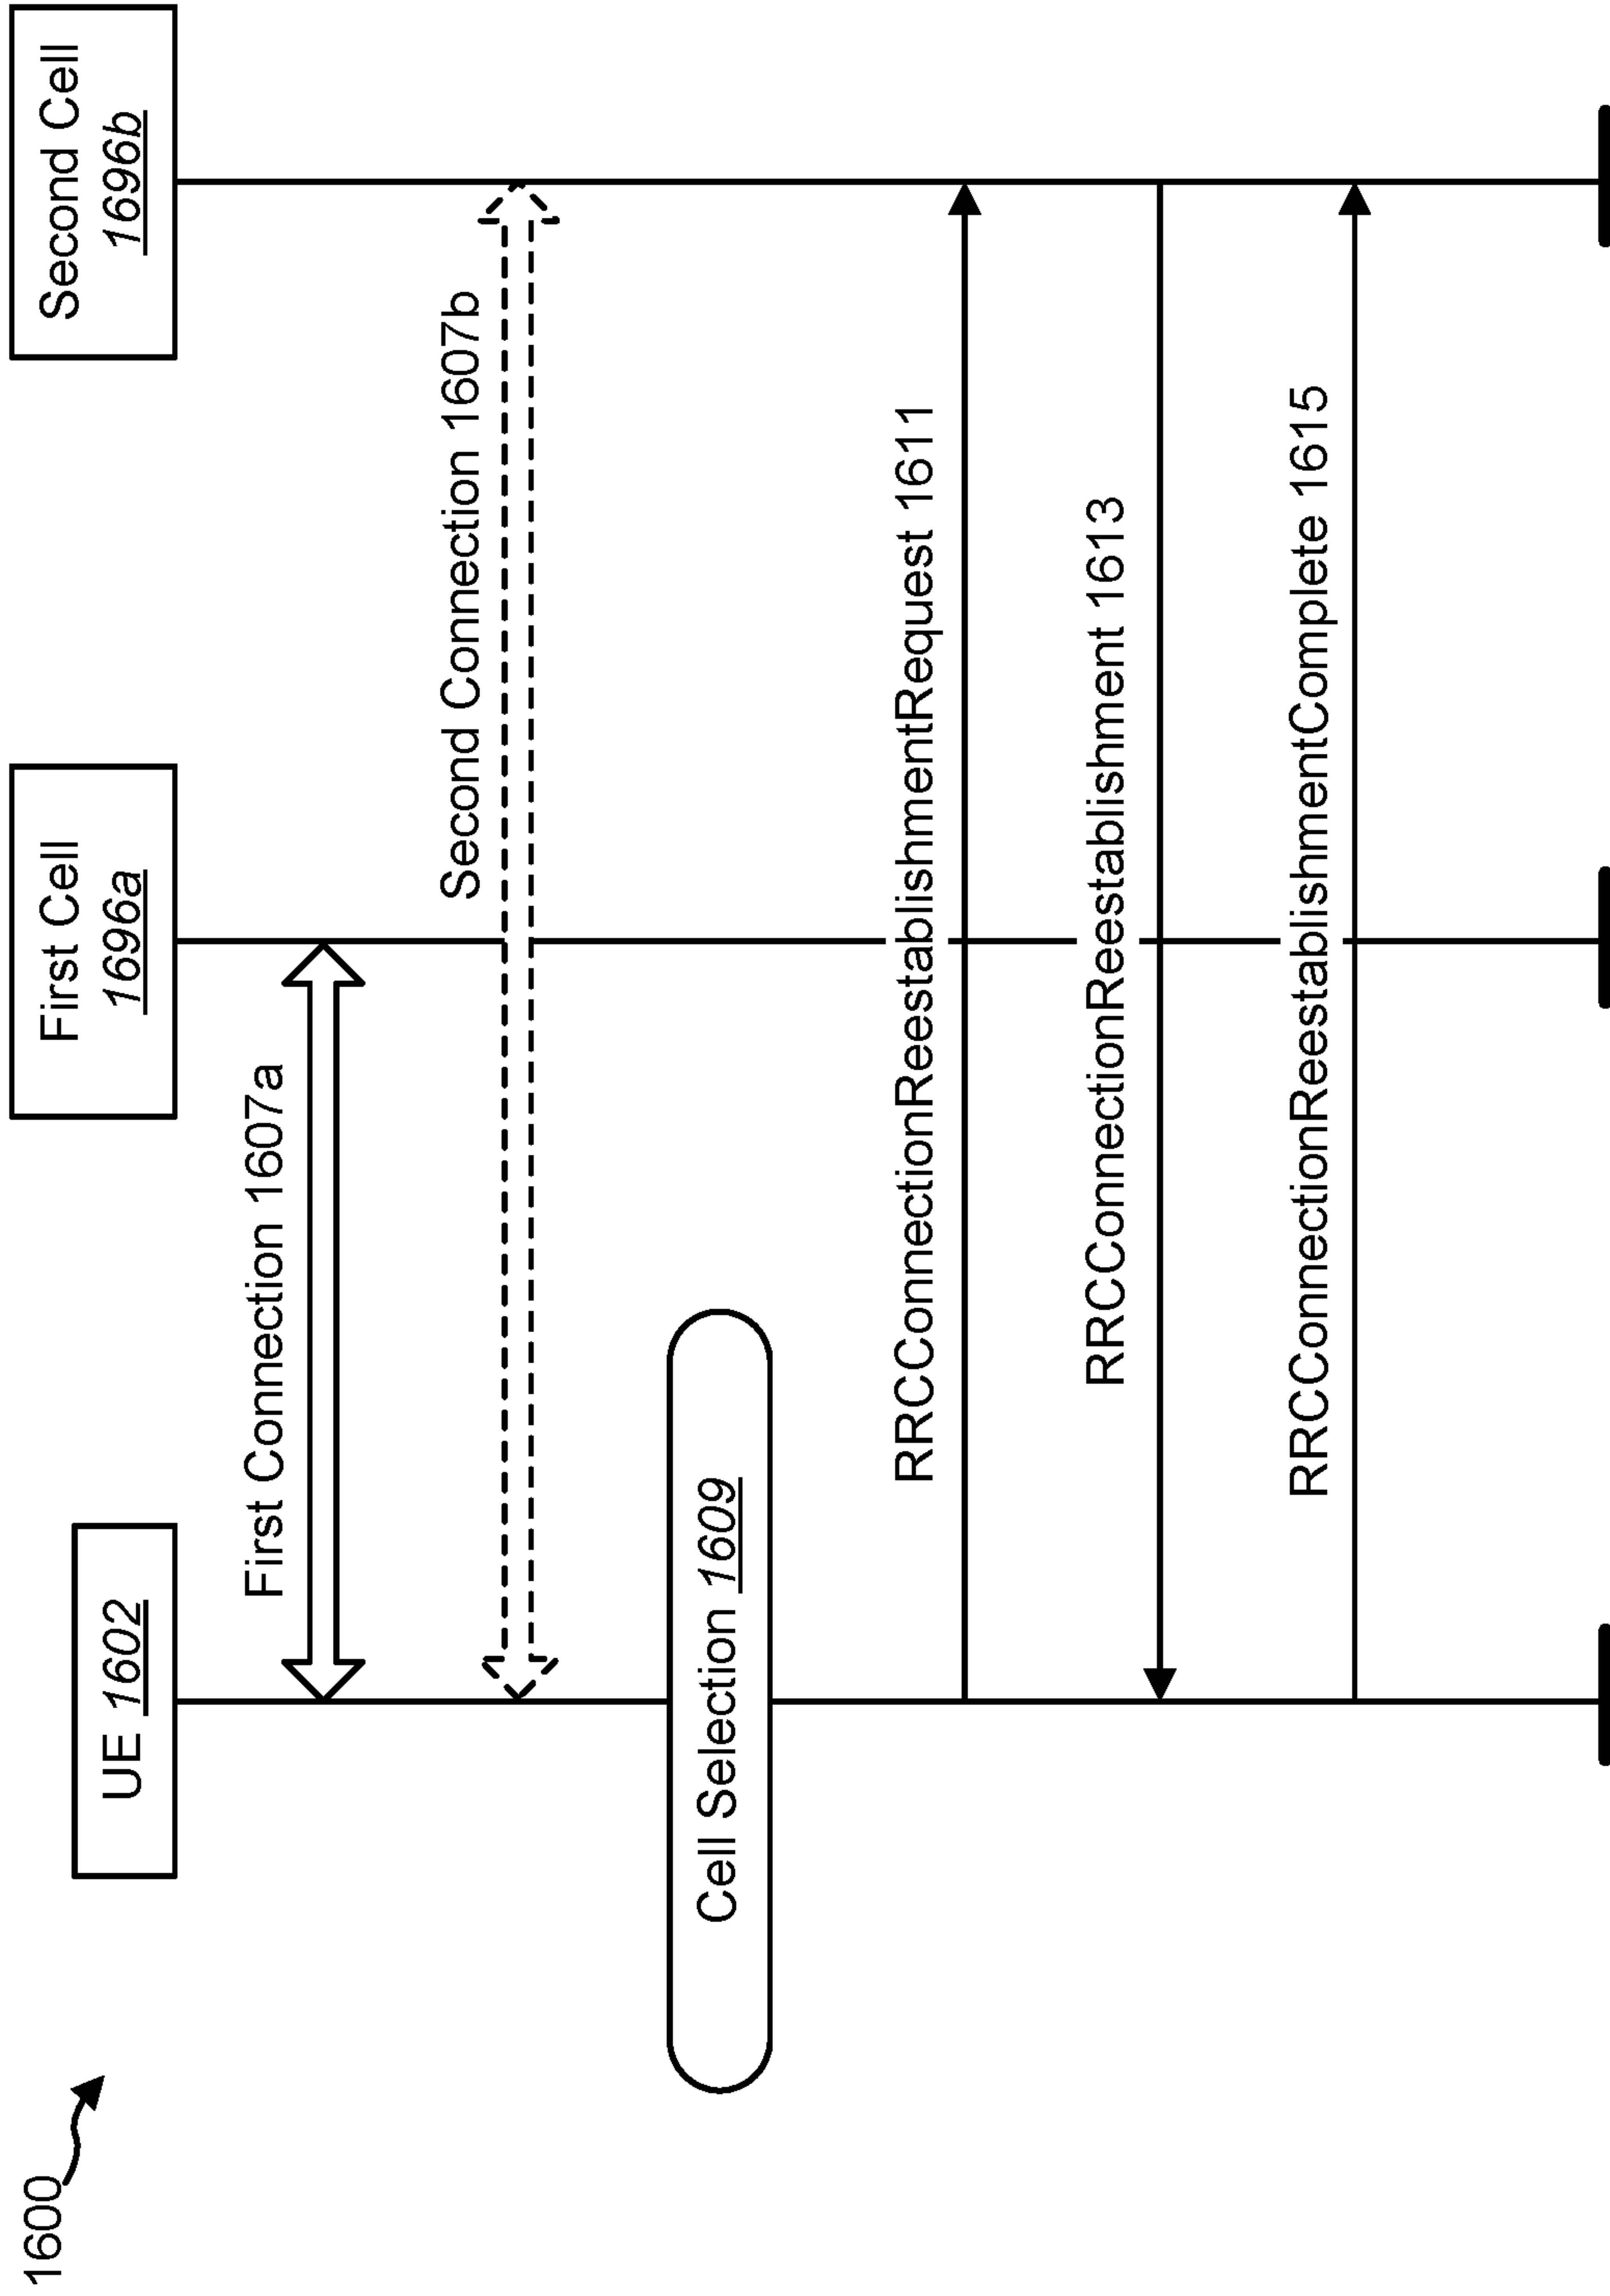 1600
UE 1602
First Cell
1696a
Second Cell
1696b
First Connection 1607a
Second Connection 1607b
Cell Selection 1609
RRCConnectionReestablishmentRequest 1611
RRCConnectionReestablishment 1613
RRCConnectionReestablishmentComplete 1615